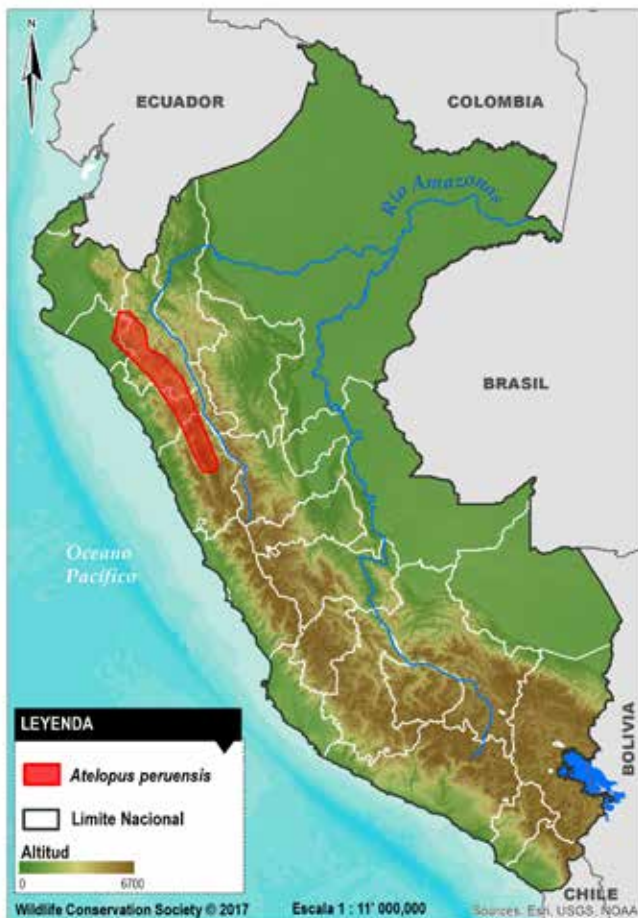 N
ECUADOR
COLOMBIA
Río Amazonas
BRASIL
Oceano
Pacífico
BOLIVIA
LEYENDA
Atelopus peruensis
Limite Nacional
Altitud
0 6700
CHILE
Wildlife Conservation Society © 2017 Escala 1 : 11' 000,000 Sources: Esri, USGS, NOAA